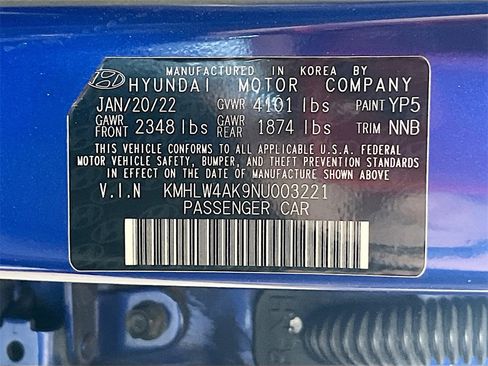 MANUFACTURED IN KOREA BY
HYUNDAI MOTOR COMPANY
JAN/20/22 GVWR 4101 lbs PAINT YP5
GAWR FRONT 2348 lbs GAWR REAR 1874 lbs TRIM NNB
THIS VEHICLE CONFORMS TO ALL APPLICABLE U.S.A. FEDERAL
MOTOR VEHICLE SAFETY, BUMPER, AND THEFT PREVENTION STANDARDS
IN EFFECT ON THE DATE OF MANUFACTURE SHOWN ABOVE.
V.I.N KMHLW4AK9NU003221
PASSENGER CAR